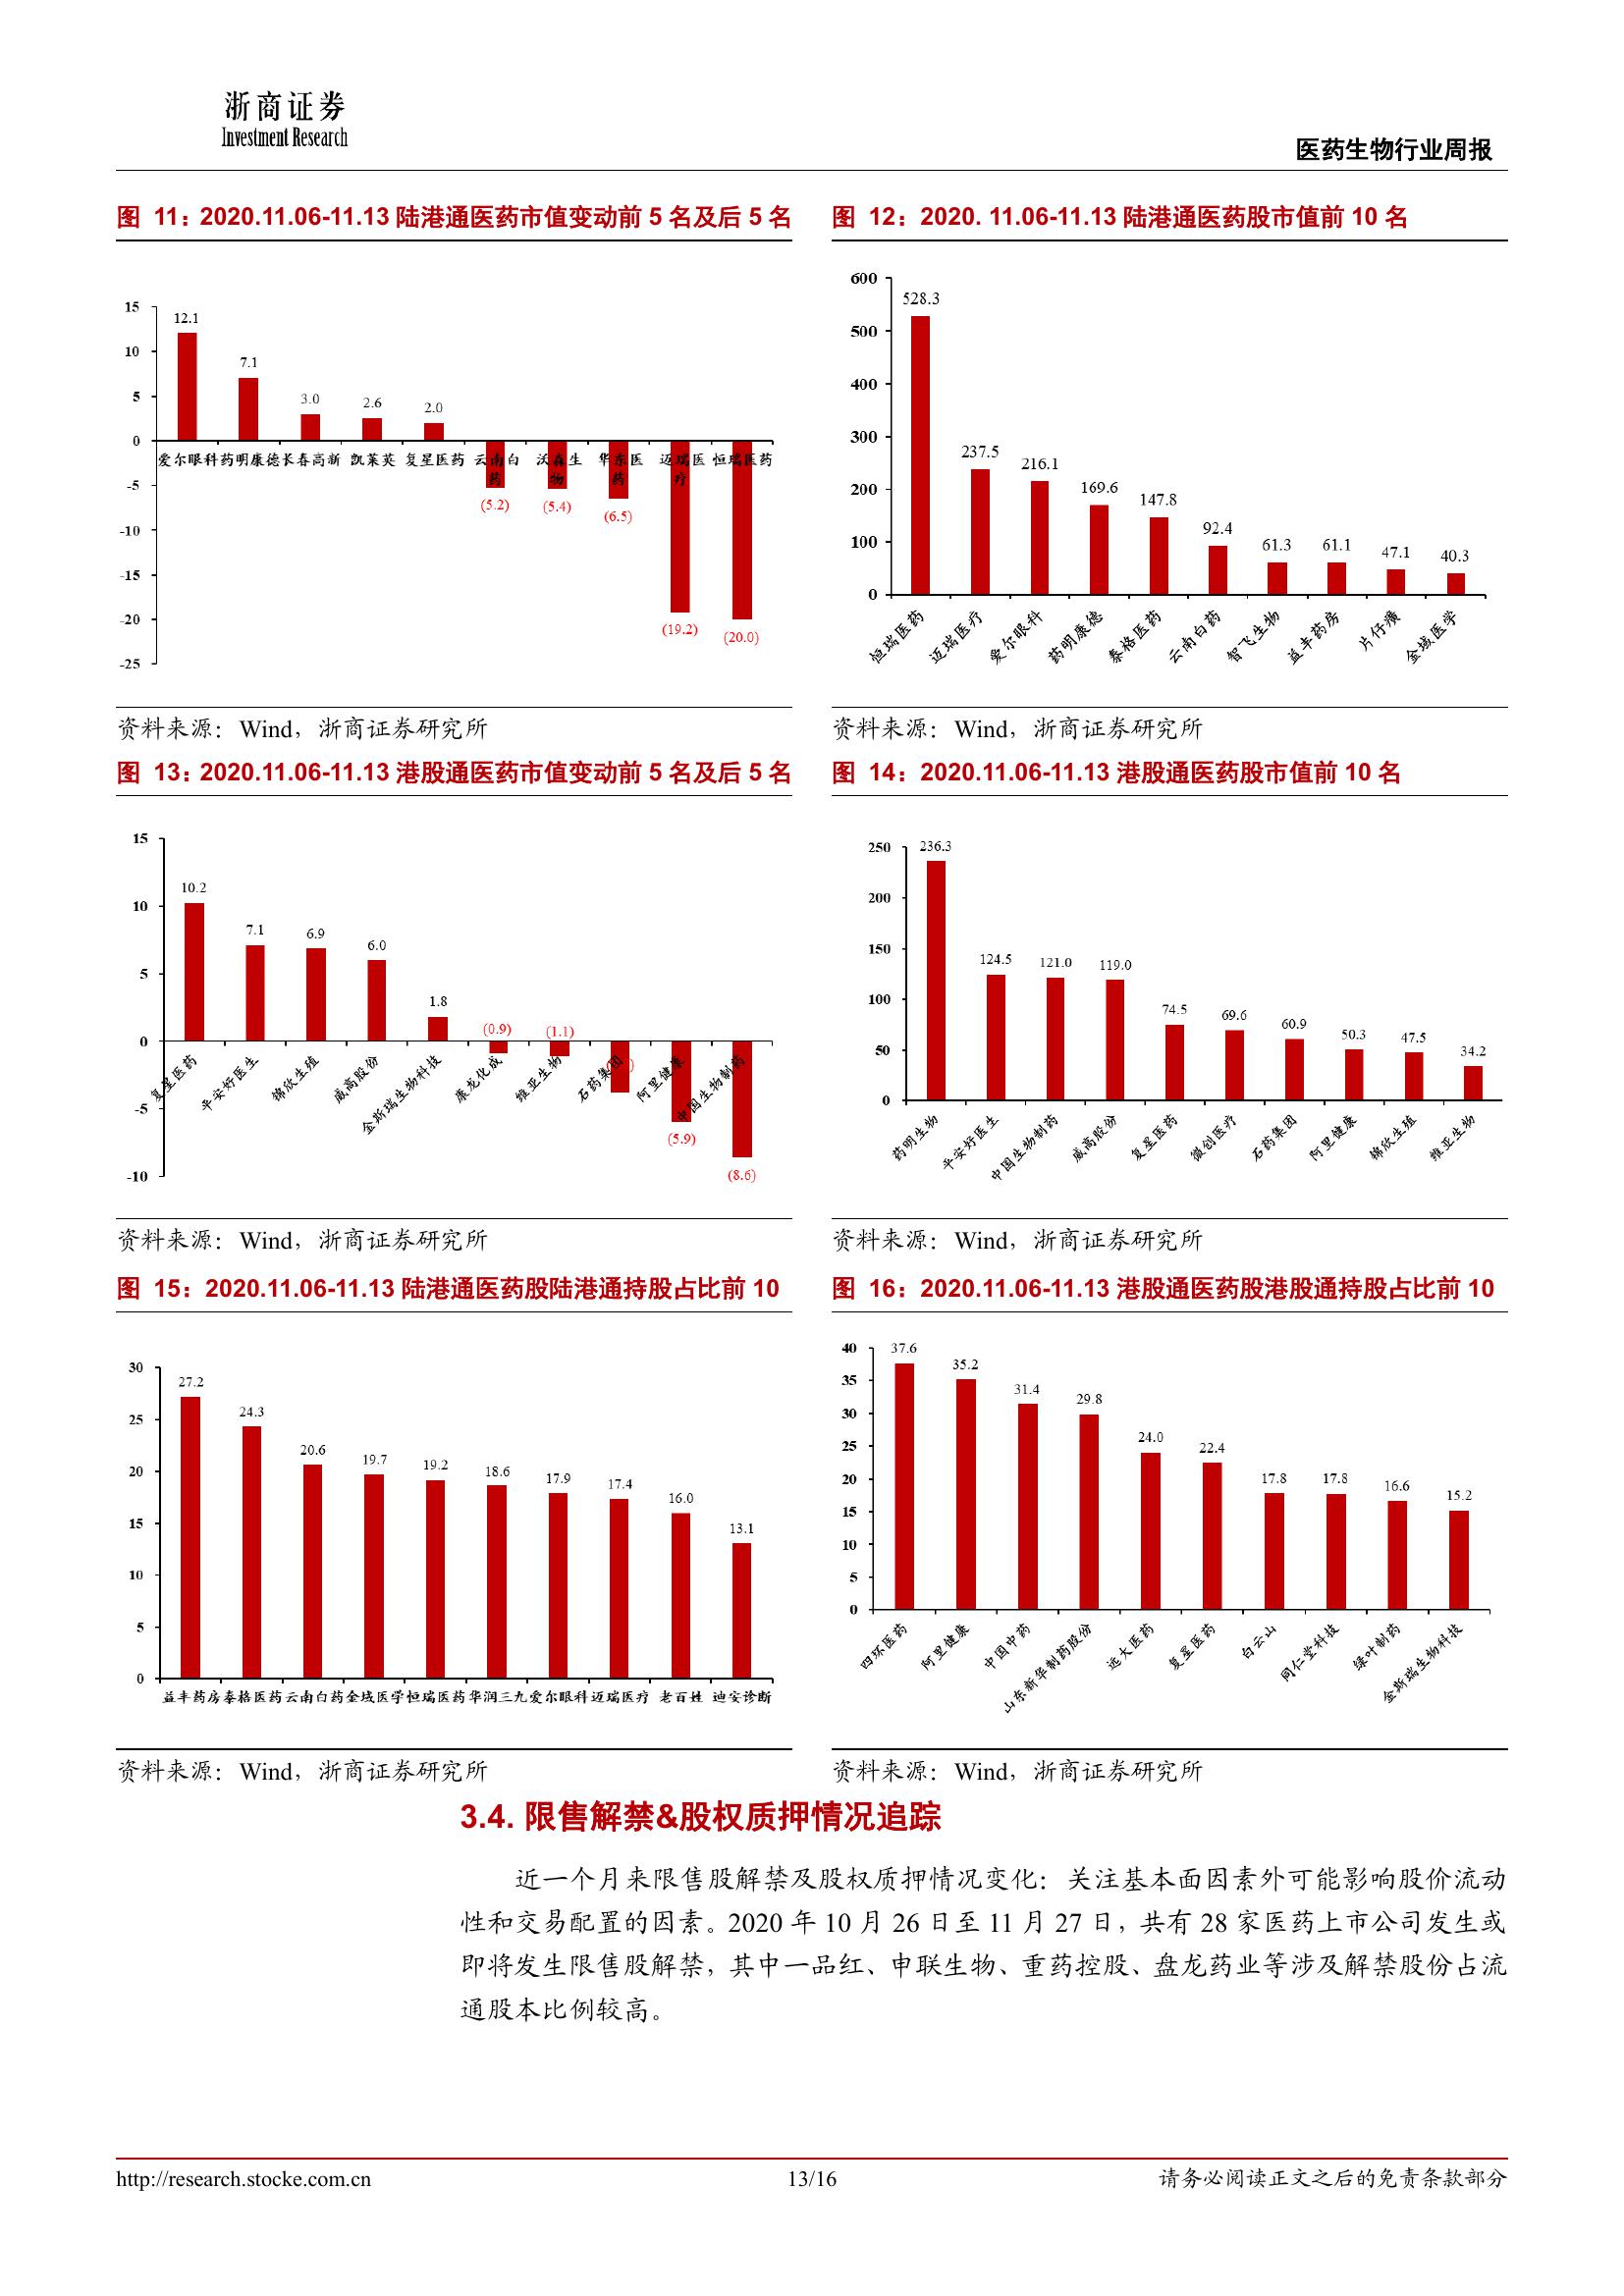 浙商证券
Investment Research
医药生物行业周报
图 11：2020.11.06-11.13 陆港通医药市值变动前 5 名及后 5 名
15
10
5
0
-5
-10
-15
-20
-25
12.1
7.1
3.0
2.6
2.0
(5.2)
(5.4)
(6.5)
(19.2)
(20.0)
爱尔眼科 药明康德 长春高新 凯莱英 复星医药 云南白药 沃森生物 华东医药 迈瑞医疗 恒瑞医药
图 12：2020. 11.06-11.13 陆港通医药股市值前 10 名
600
500
400
300
200
100
0
528.3
237.5
216.1
169.6
147.8
92.4
61.3
61.1
47.1
40.3
恒瑞医药
迈瑞医疗
爱尔眼科
药明康德
泰格医药
云南白药
智飞生物
益丰药房
片仔癀
金域医学
资料来源：Wind，浙商证券研究所
资料来源：Wind，浙商证券研究所
图 13：2020.11.06-11.13 港股通医药市值变动前 5 名及后 5 名
15
10
5
0
-5
-10
10.2
7.1
6.9
6.0
1.8
(0.9)
(1.1)
(5.9)
(8.6)
复星医药
平安好医生
锦欣生殖
威高股份
金斯瑞生物科技
康龙化成
维亚生物
石药集团
阿里健康
中国生物制药
图 14：2020.11.06-11.13 港股通医药股市值前 10 名
250
200
150
100
50
0
236.3
124.5
121.0
119.0
74.5
69.6
60.9
50.3
47.5
34.2
药明生物
平安好医生
中国生物制药
威高股份
复星医药
微创医疗
石药集团
阿里健康
锦欣生殖
维亚生物
资料来源：Wind，浙商证券研究所
资料来源：Wind，浙商证券研究所
图 15：2020.11.06-11.13 陆港通医药股陆港通持股占比前 10
30
25
20
15
10
5
0
27.2
24.3
20.6
19.7
19.2
18.6
17.9
17.4
16.0
13.1
益丰药房 泰格医药 云南白药 金域医学 恒瑞医药 华润三九 爱尔眼科 迈瑞医疗 老百姓 迪安诊断
图 16：2020.11.06-11.13 港股通医药股港股通持股占比前 10
40
35
30
25
20
15
10
5
0
37.6
35.2
31.4
29.8
24.0
22.4
17.8
17.8
16.6
15.2
四环医药
阿里健康
中国中药
山东新华制药股份
远大医药
复星医药
白云山
同仁堂科技
绿叶制药
金斯瑞生物科技
资料来源：Wind，浙商证券研究所
资料来源：Wind，浙商证券研究所
3.4. 限售解禁&股权质押情况追踪
近一个月来限售股解禁及股权质押情况变化：关注基本面因素外可能影响股价流动
性和交易配置的因素。2020 年 10 月 26 日至 11 月 27 日，共有 28 家医药上市公司发生或
即将发生限售股解禁，其中一品红、申联生物、重药控股、盘龙药业等涉及解禁股份占流
通股本比例较高。
http://research.stocke.com.cn
13/16
请务必阅读正文之后的免责条款部分